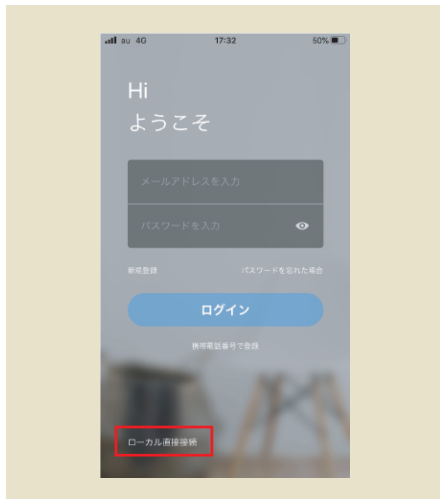 au 4G 17:32 50%
Hi
ようこそ
メールアドレスを入力
パスワードを入力
新規登録 パスワードを忘れた場合
ログイン
携帯電話番号で登録
ローカル直接接続